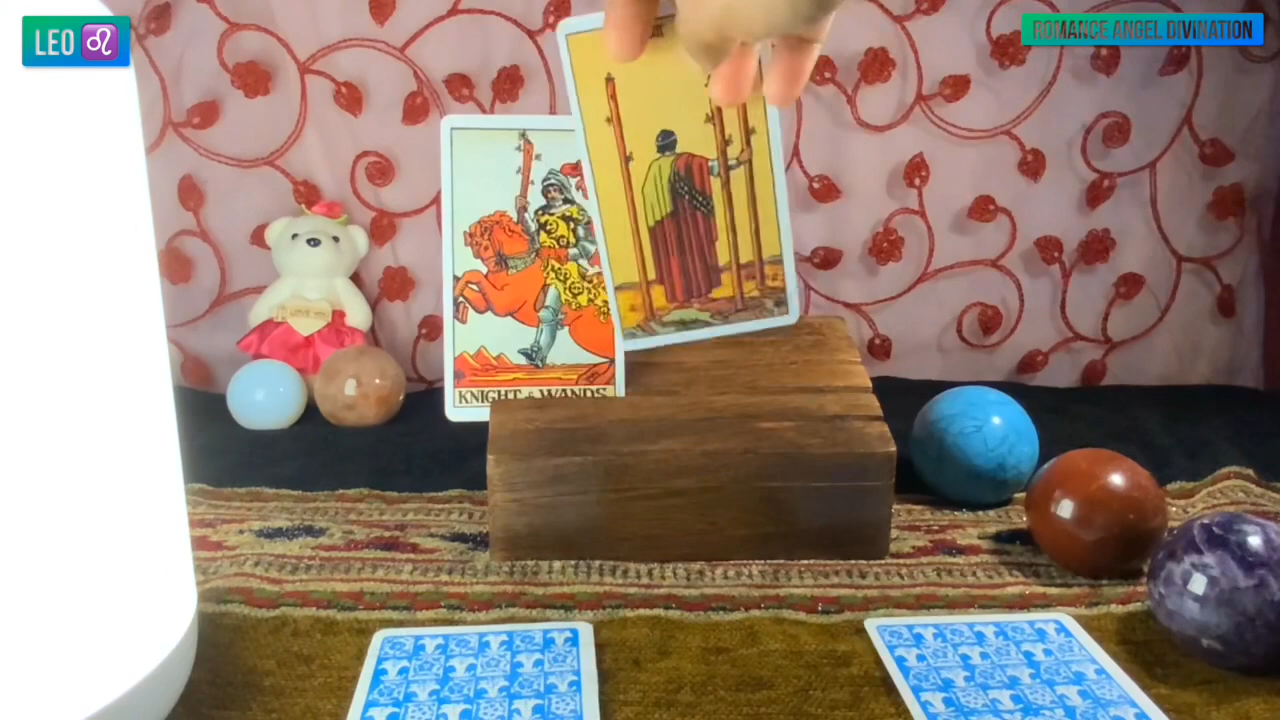 LEO ♌
ROMANCE ANGEL DIVINATION
KNIGHT of WANDS